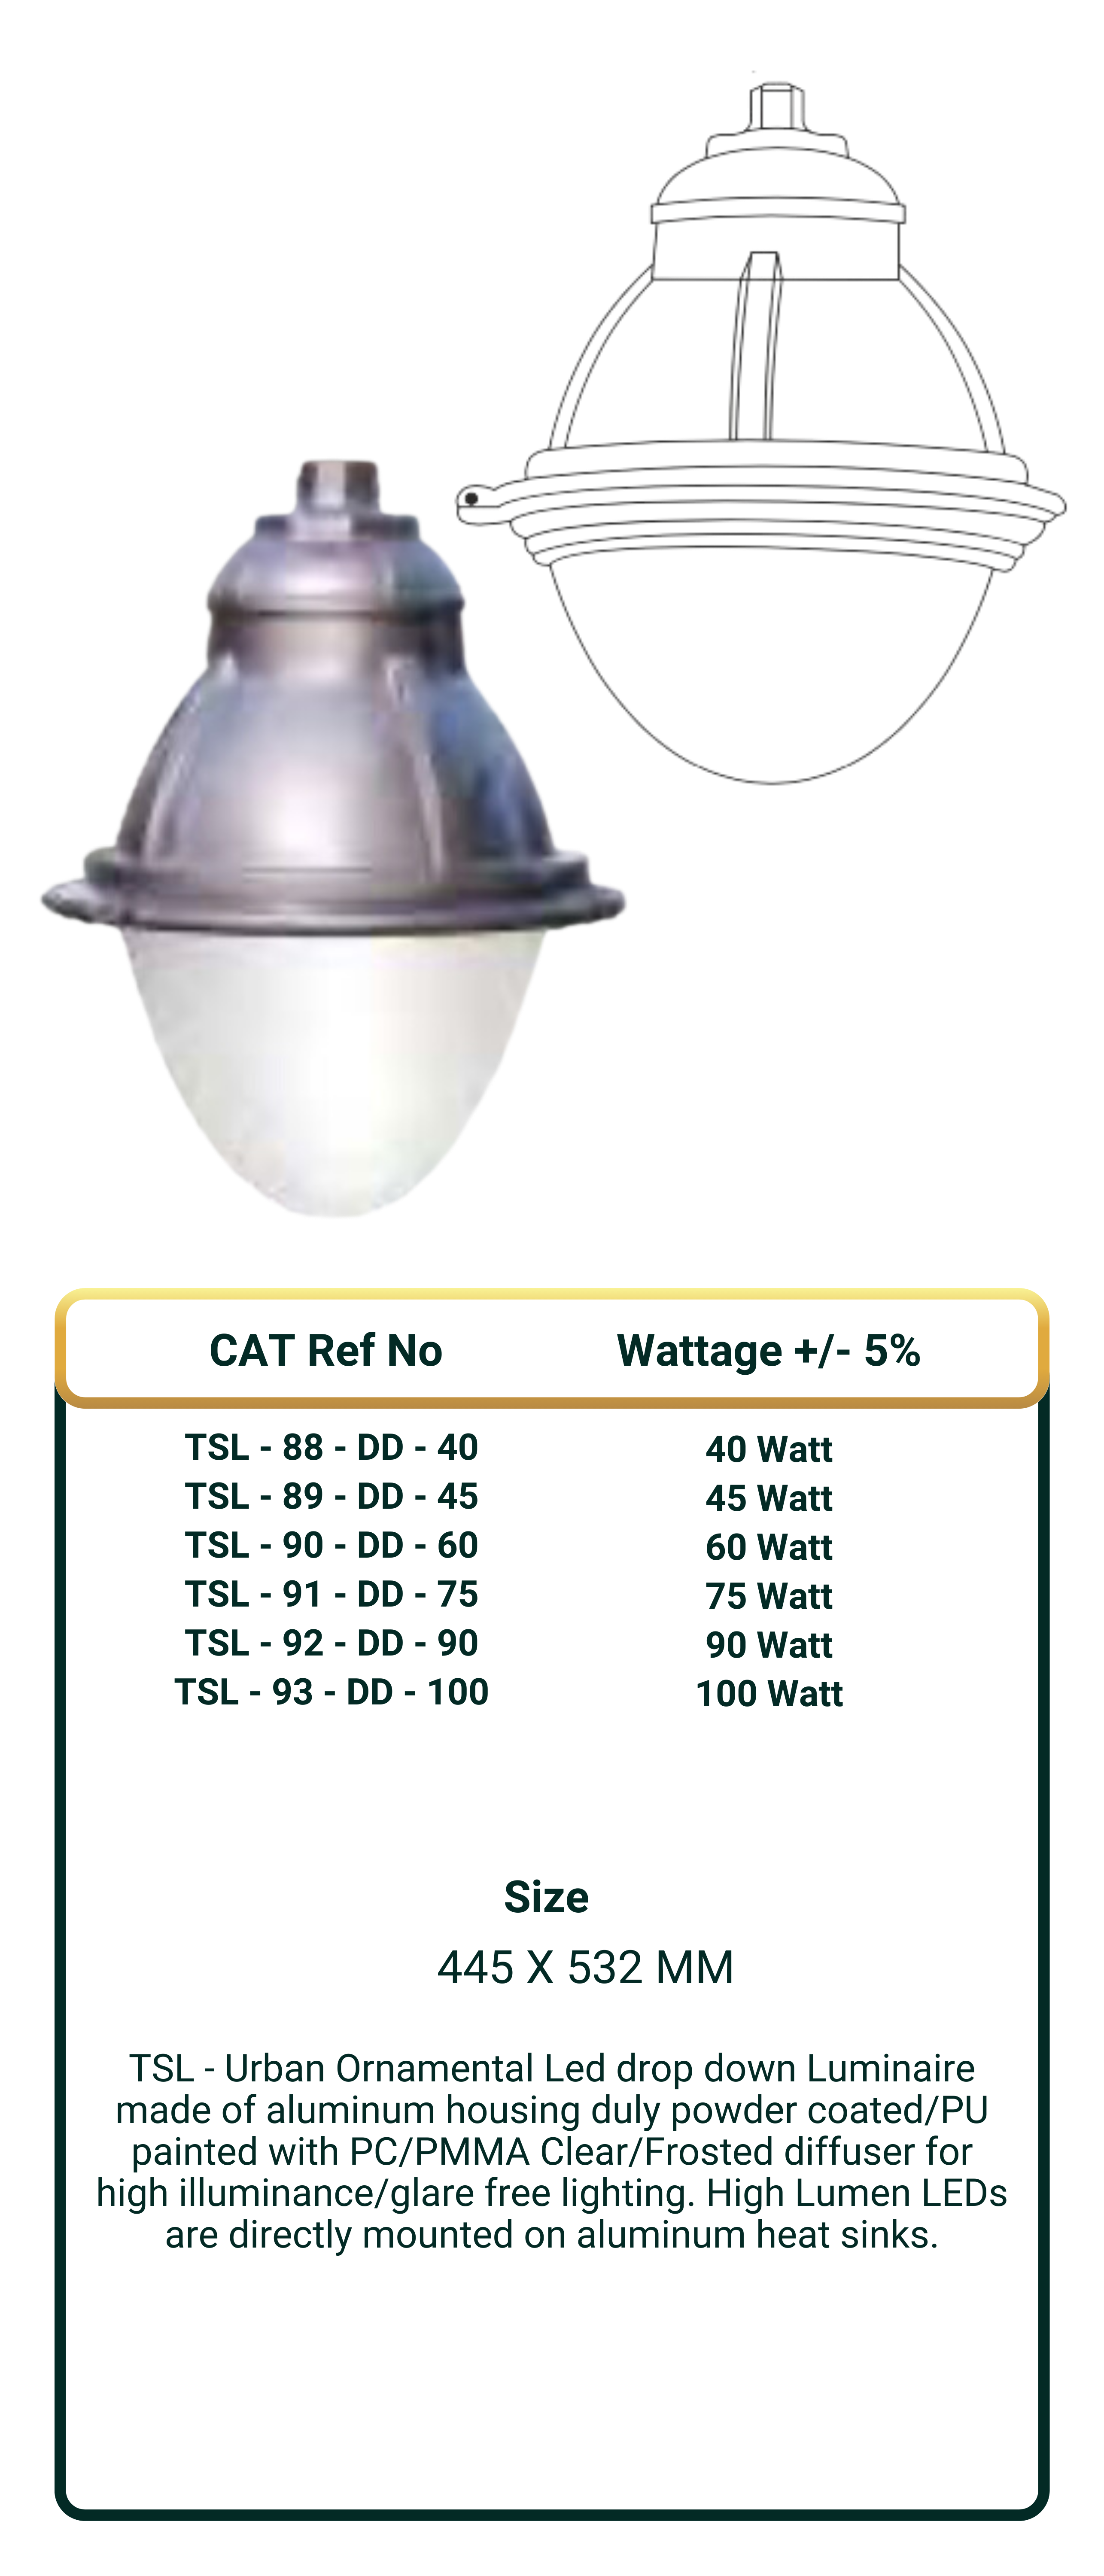 CAT Ref No Wattage +/- 5%
TSL - 88 - DD - 40 40 Watt
TSL - 89 - DD - 45 45 Watt
TSL - 90 - DD - 60 60 Watt
TSL - 91 - DD - 75 75 Watt
TSL - 92 - DD - 90 90 Watt
TSL - 93 - DD - 100 100 Watt
Size
445 X 532 MM
TSL - Urban Ornamental Led drop down Luminaire
made of aluminum housing duly powder coated/PU
painted with PC/PMMA Clear/Frosted diffuser for
high illuminance/glare free lighting. High Lumen LEDs
are directly mounted on aluminum heat sinks.